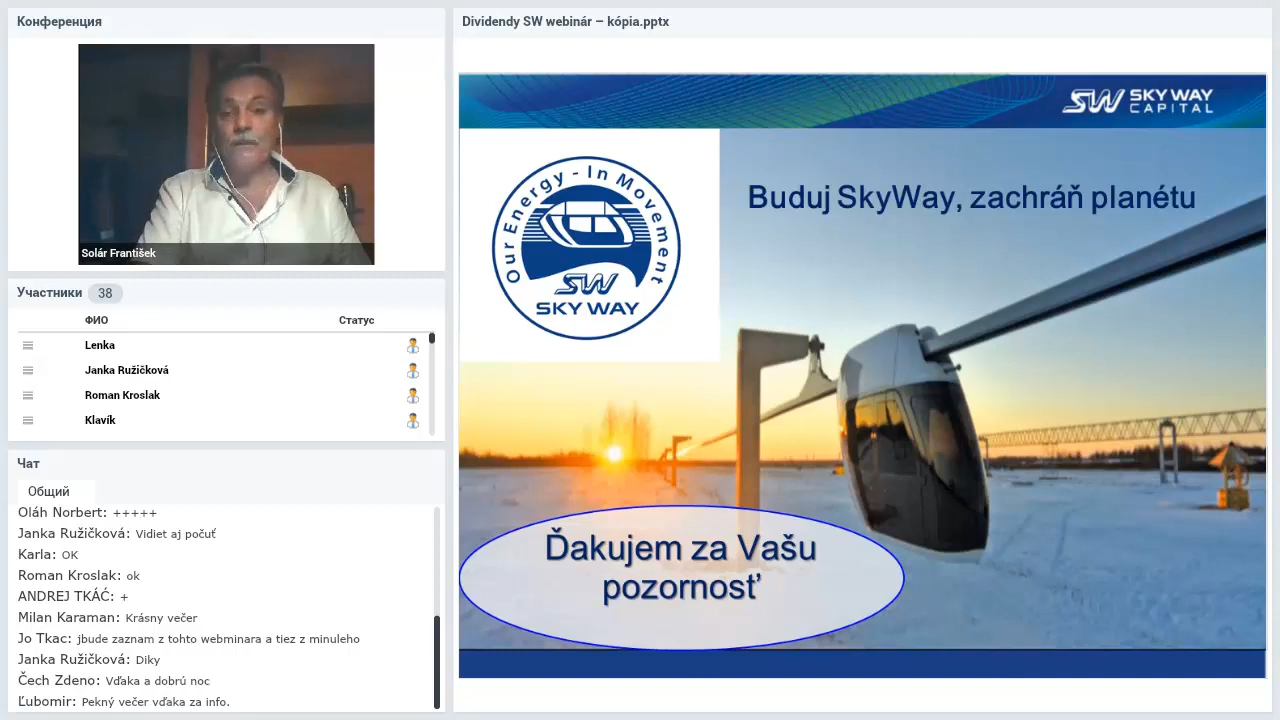 Конференция
Solár František
Участники 38
ФИО Статус
Lenka
Janka Ružičková
Roman Kroslak
Klavík
Чат
Общий
Oláh Norbert: +++++
Janka Ružičková: Vidiet aj počuť
Karla: OK
Roman Kroslak: ok
ANDREJ TKÁČ: +
Milan Karaman: Krásny večer
Jo Tkac: jbude zaznam z tohto webminara a tiez z minuleho
Janka Ružičková: Diky
Čech Zdeno: Vďaka a dobrú noc
Ľubomir: Pekný večer vďaka za info.
Dividendy SW webinár – kópia.pptx
SW SKY WAY
CAPITAL
Our Energy - In Movement
SW
SKY WAY
Buduj SkyWay, zachráň planétu
Ďakujem za Vašu
pozornosť